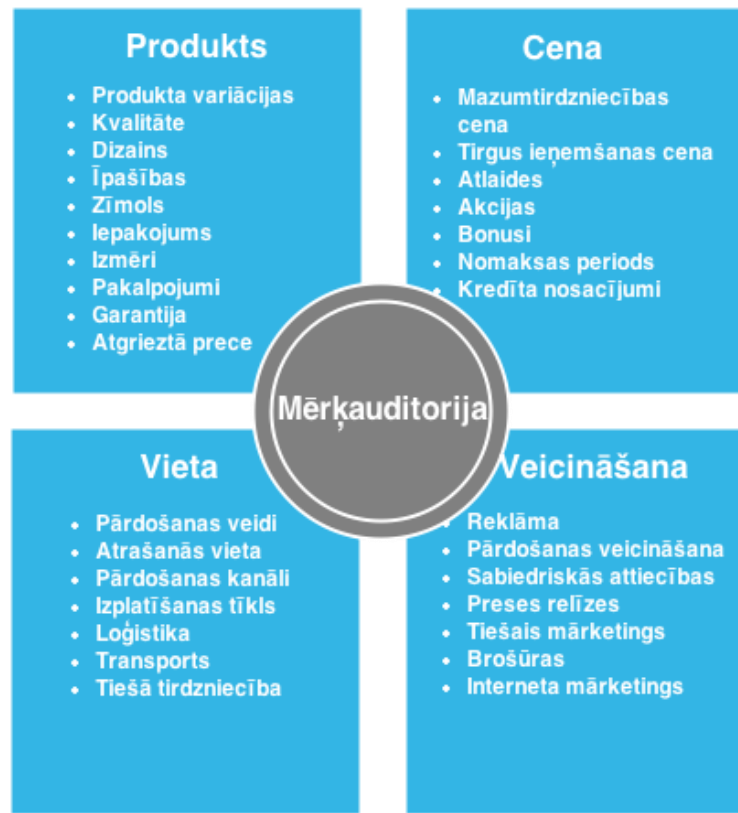 Produkts
• Produkta variācijas
• Kvalitāte
• Dizains
• Īpašības
• Zīmols
• Iepakojums
• Izmēri
• Pakalpojumi
• Garantija
• Atgrieztā prece
Cena
• Mazumtirdzniecības
cena
• Tirgus ieņemšanas cena
• Atlaides
• Akcijas
• Bonusi
• Nomaksas periods
• Kredīta nosacījumi
Mērķauditorija
Vieta
• Pārdošanas veidi
• Atrašanās vieta
• Pārdošanas kanāli
• Izplatīšanas tīkls
• Loģistika
• Transports
• Tiešā tirdzniecība
Veicināšana
• Reklāma
• Pārdošanas veicināšana
• Sabiedriskās attiecības
• Preses relīzes
• Tiešais mārketings
• Brošūras
• Interneta mārketings